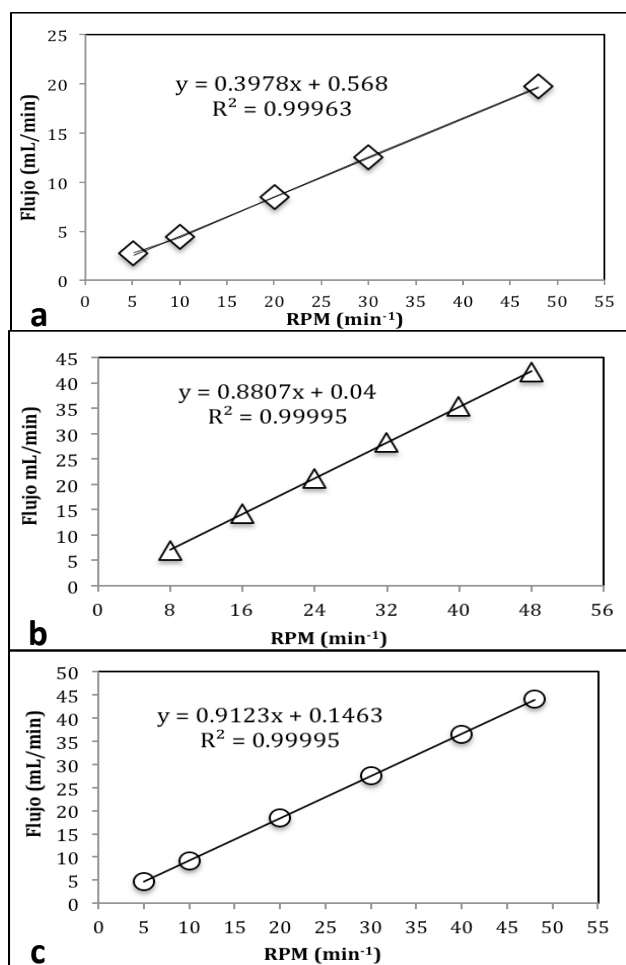 25
20
15
10
5
0
Flujo (mL/min)
y = 0.3978x + 0.568
R² = 0.99963
0 5 10 15 20 25 30 35 40 45 50 55
RPM (min⁻¹)
a
45
40
35
30
25
20
15
10
5
0
Flujo mL/min)
y = 0.8807x + 0.04
R² = 0.99995
0 8 16 24 32 40 48 56
RPM (min⁻¹)
b
50
45
40
35
30
25
20
15
10
5
0
Flujo (mL/min)
y = 0.9123x + 0.1463
R² = 0.99995
0 5 10 15 20 25 30 35 40 45 50 55
RPM (min⁻¹)
c